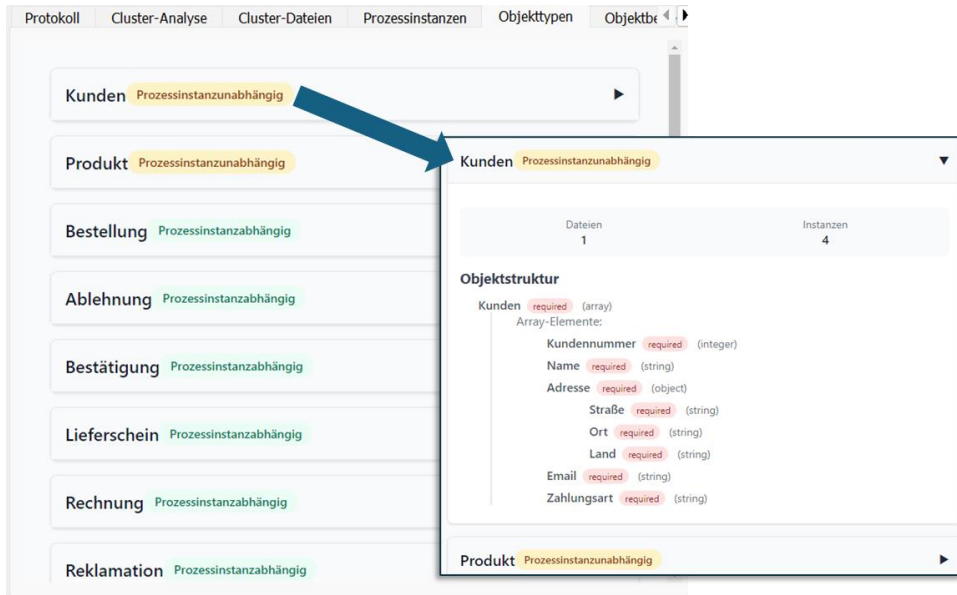 Protokoll Cluster-Analyse Cluster-Dateien Prozessinstanzen Objekttypen Objektbe
Kunden Prozessinstanzunabhängig
Produkt Prozessinstanzunabhängig
Bestellung Prozessinstanzabhängig
Ablehnung Prozessinstanzabhängig
Bestätigung Prozessinstanzabhängig
Lieferschein Prozessinstanzabhängig
Rechnung Prozessinstanzabhängig
Reklamation Prozessinstanzabhängig
Kunden Prozessinstanzunabhängig
Dateien Instanzen
1 4
Objektstruktur
Kunden required (array)
Array-Elemente:
Kundennummer required (integer)
Name required (string)
Adresse required (object)
Straße required (string)
Ort required (string)
Land required (string)
Email required (string)
Zahlungsart required (string)
Produkt Prozessinstanzunabhängig